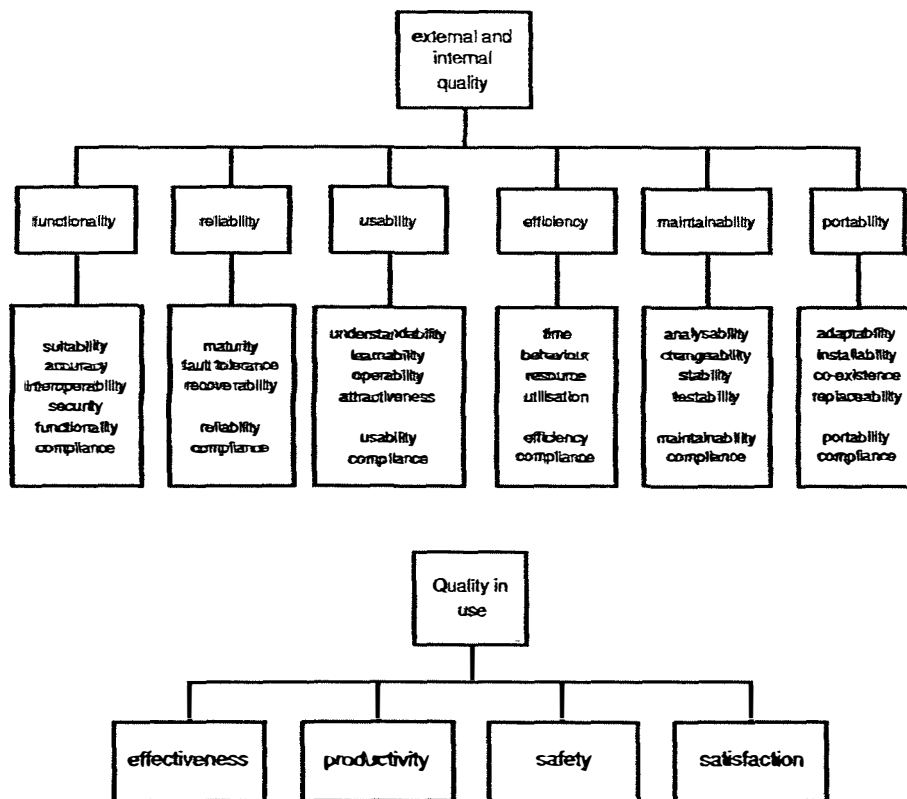 external and
internal
quality
functionality
reliability
usability
efficiency
maintainability
portability
suitability
accuracy
interoperability
security
functionality
compliance
maturity
fault tolerance
recoverability
reliability
compliance
understandability
learnability
operability
attractiveness
usability
compliance
time
behaviour
resource
utilisation
efficiency
compliance
analysability
changeability
stability
testability
maintainability
compliance
adaptability
installability
co-existence
replaceability
portability
compliance
Quality in
use
effectiveness
productivity
safety
satisfaction